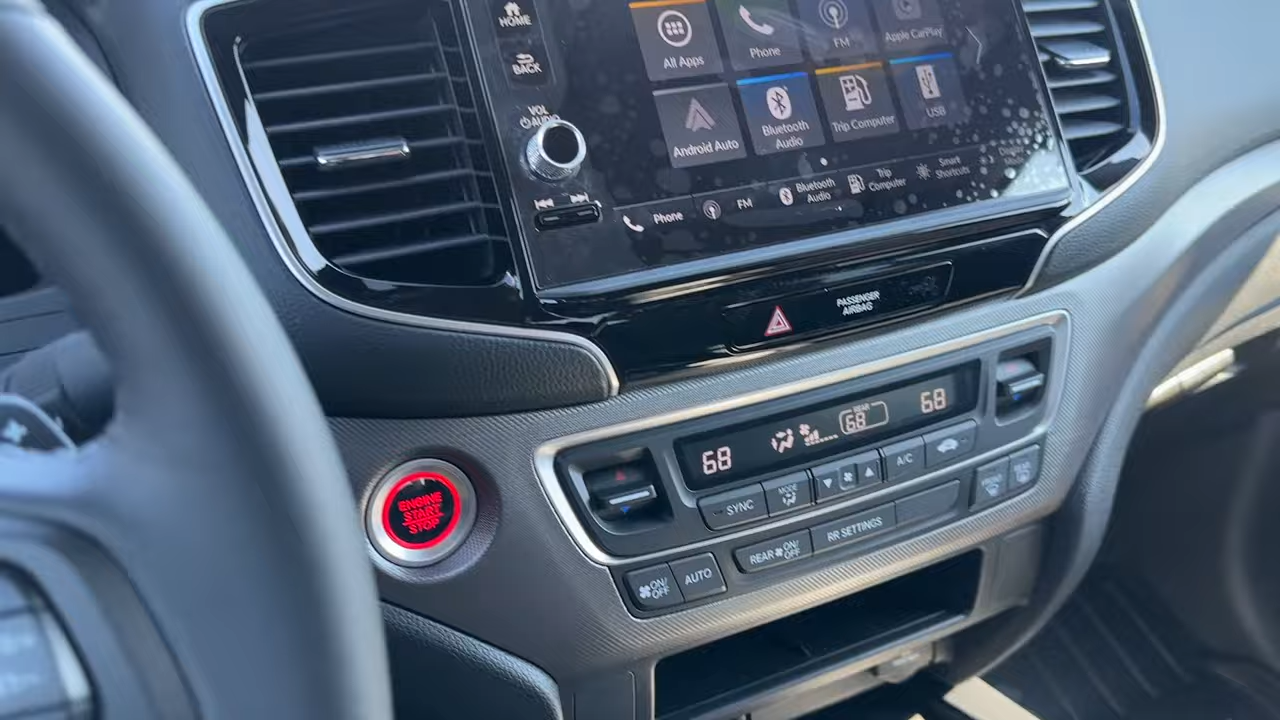 HOME
BACK
VOL
AUDIO
All Apps
Phone
FM
Apple CarPlay
Android Auto
Bluetooth
Audio
Trip Computer
USB
Phone
FM
Bluetooth
Audio
Trip
Computer
Smart
Shortcuts
PASSENGER
AIRBAG
68
REAR
68
68
ENGINE
START
STOP
SYNC
MODE
A/C
FRONT
REAR
REAR ON/
OFF
RR SETTINGS
ON/
OFF
AUTO